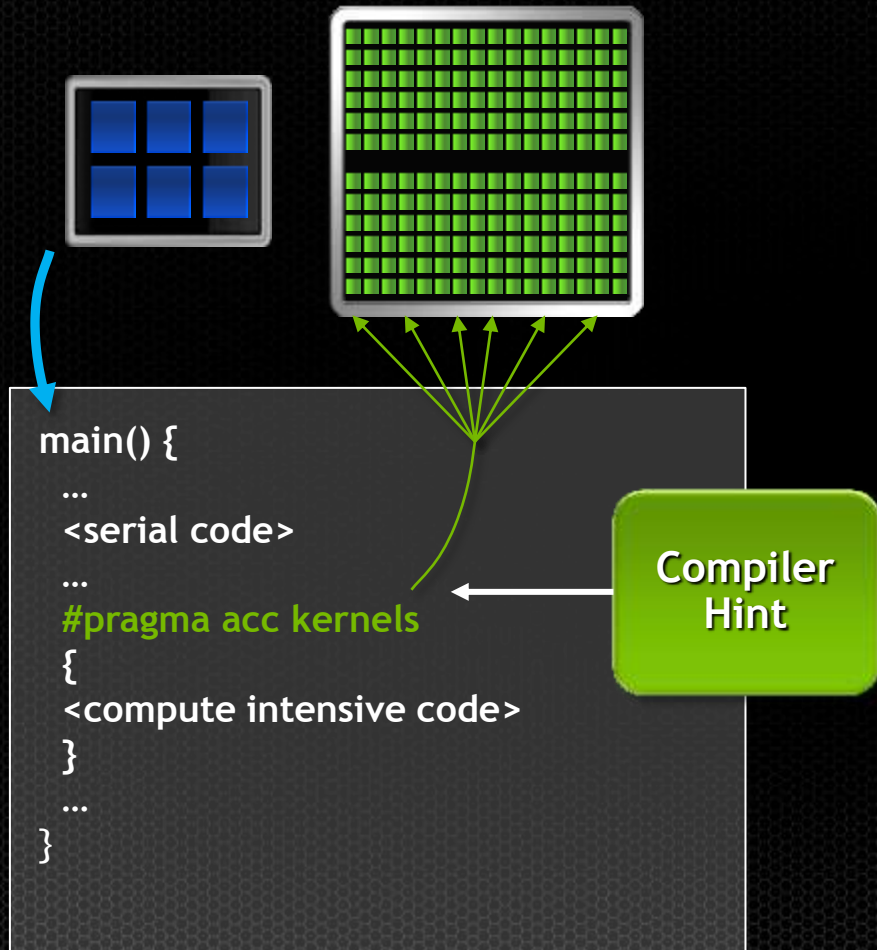 main() {
…
<serial code>
…
#pragma acc kernels
{
<compute intensive code>
}
…
}
Compiler
Hint